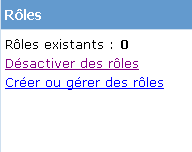 Rôles
Rôles existants : 0
Désactiver des rôles
Créer ou gérer des rôles